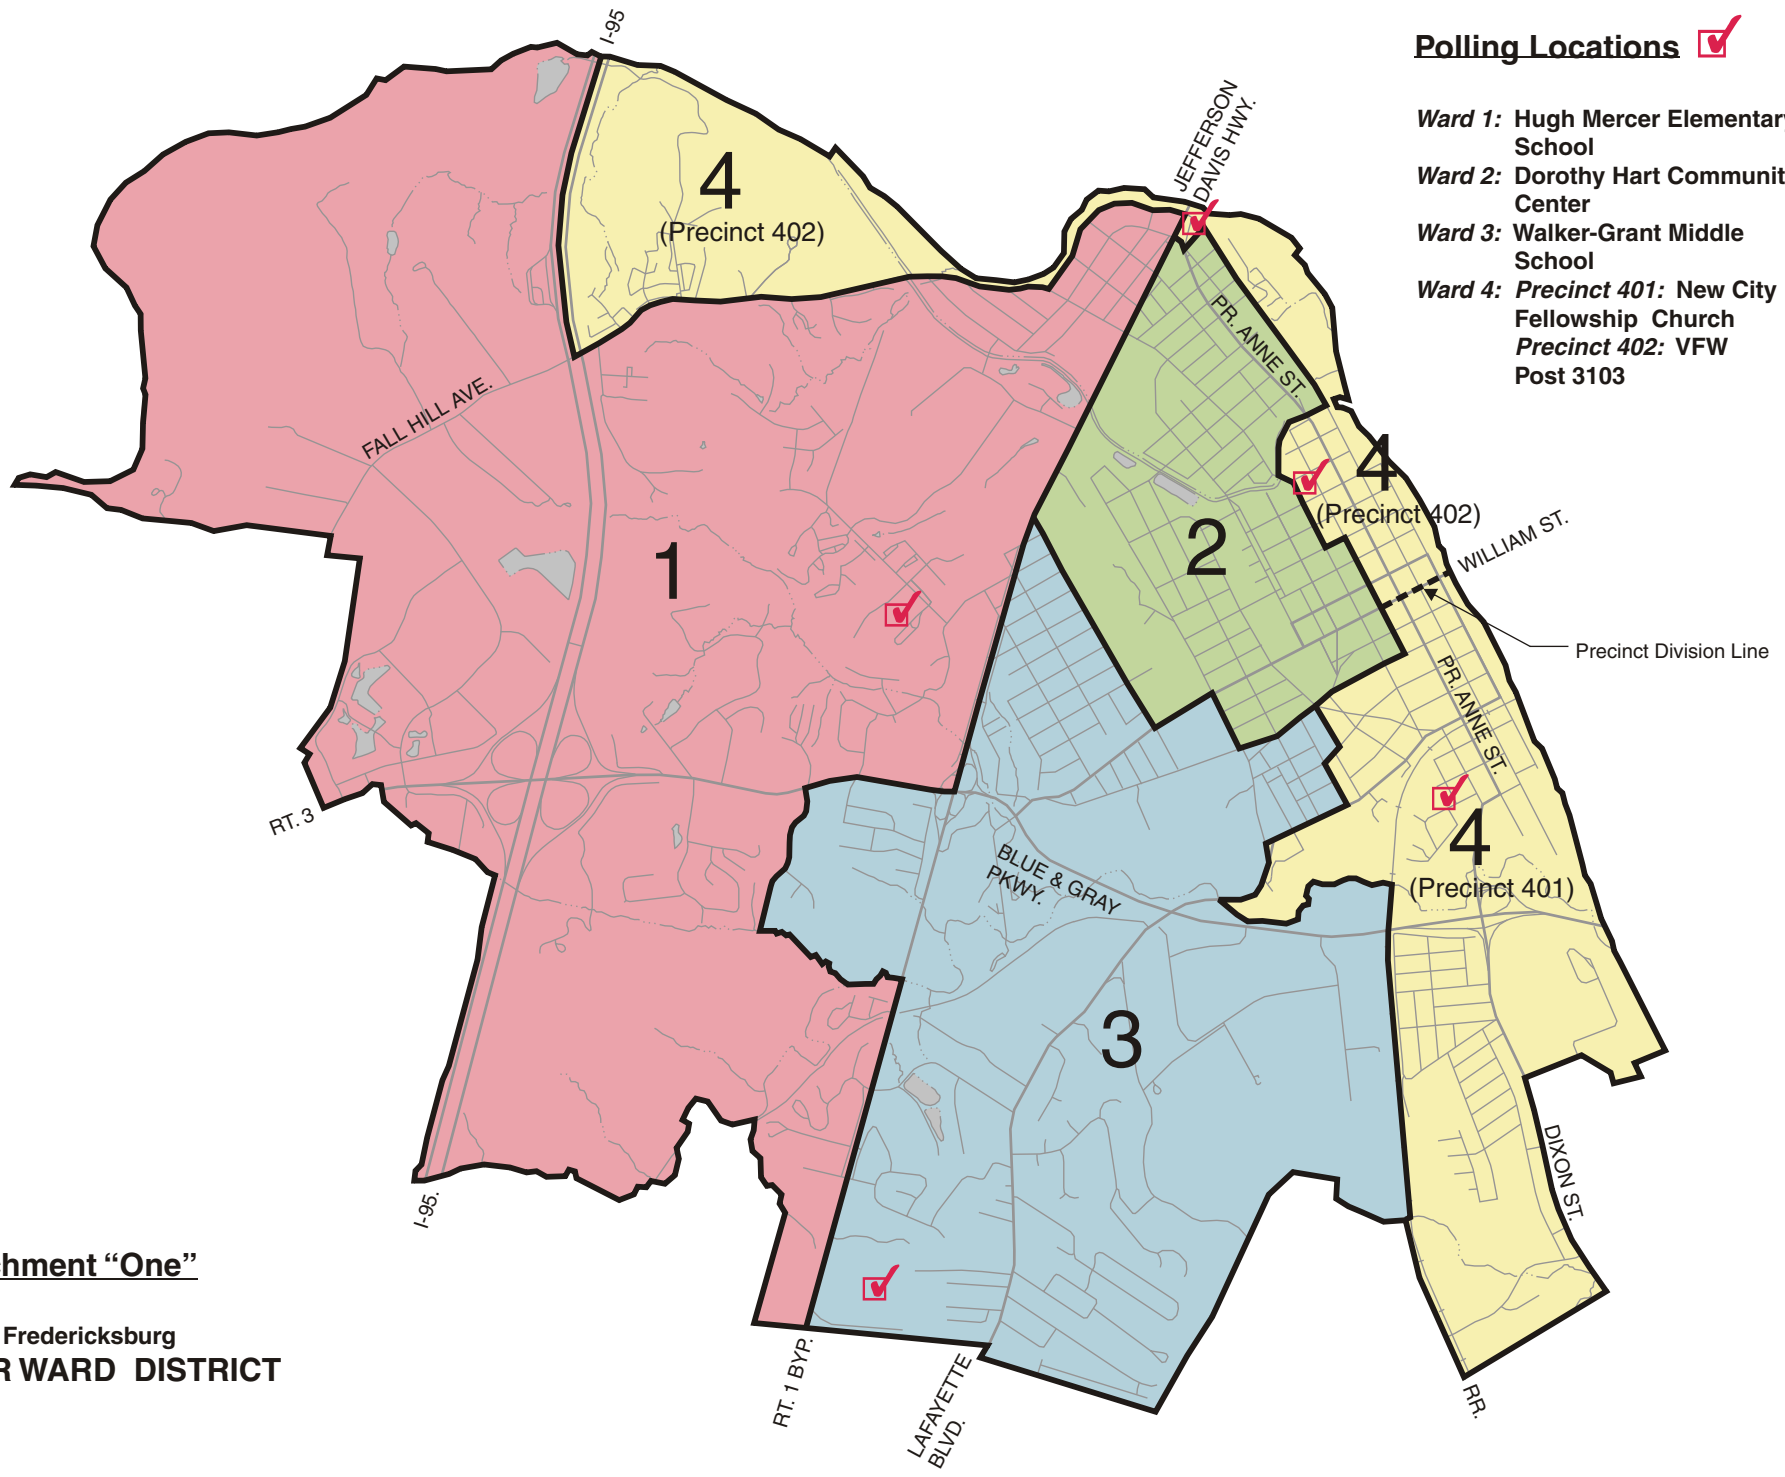 I-95
Polling Locations
JEFFERSON
DAVIS HWY.
Ward 1: Hugh Mercer Elementary
School
Ward 2: Dorothy Hart Communit
Center
Ward 3: Walker-Grant Middle
School
Ward 4: Precinct 401: New City
Fellowship Church
Precinct 402: VFW
Post 3103
4
(Precinct 402)
PR. ANNE ST.
FALL HILL AVE.
4
(Precinct 402)
WILLIAM ST.
1
2
Precinct Division Line
PR. ANNE ST.
RT. 3
4
(Precinct 401)
BLUE & GRAY
PKWY.
3
DIXON ST.
I-95.
chment “One”
Fredericksburg
R WARD DISTRICT
RT. 1 BYP.
LAFAYETTE
BLVD.
RR.